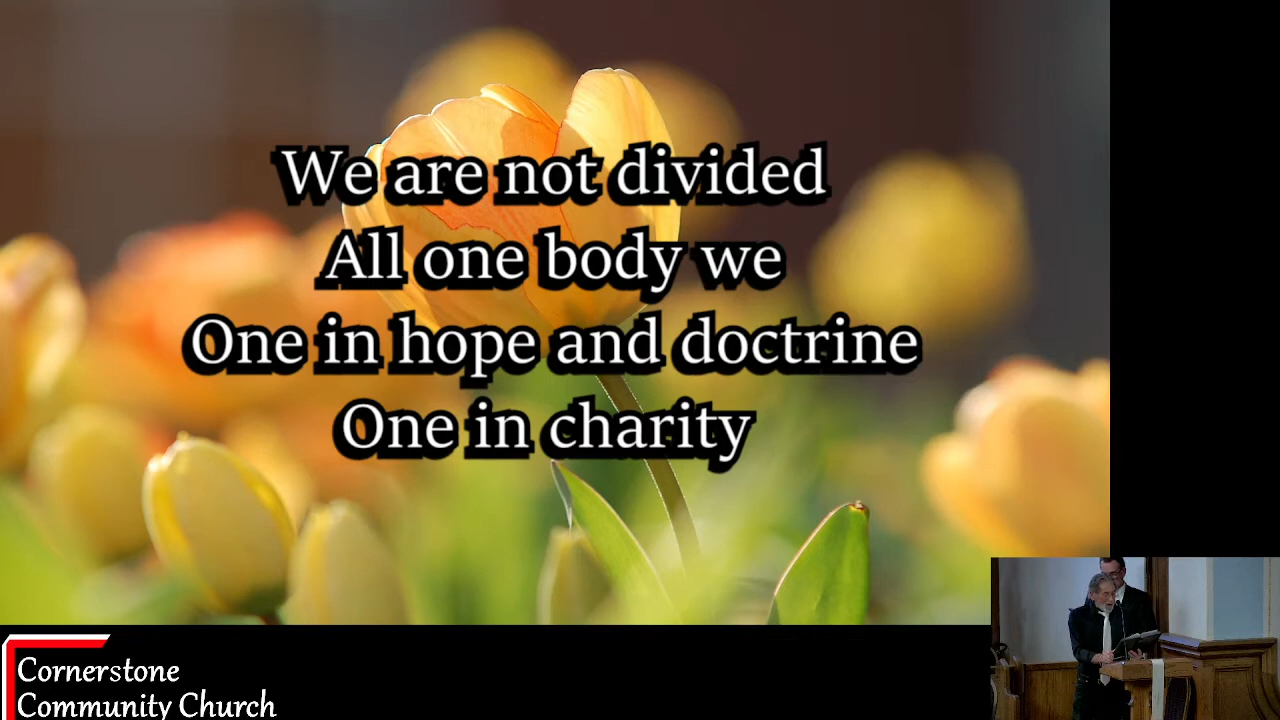 We are not divided
All one body we
One in hope and doctrine
One in charity
Cornerstone
Community Church